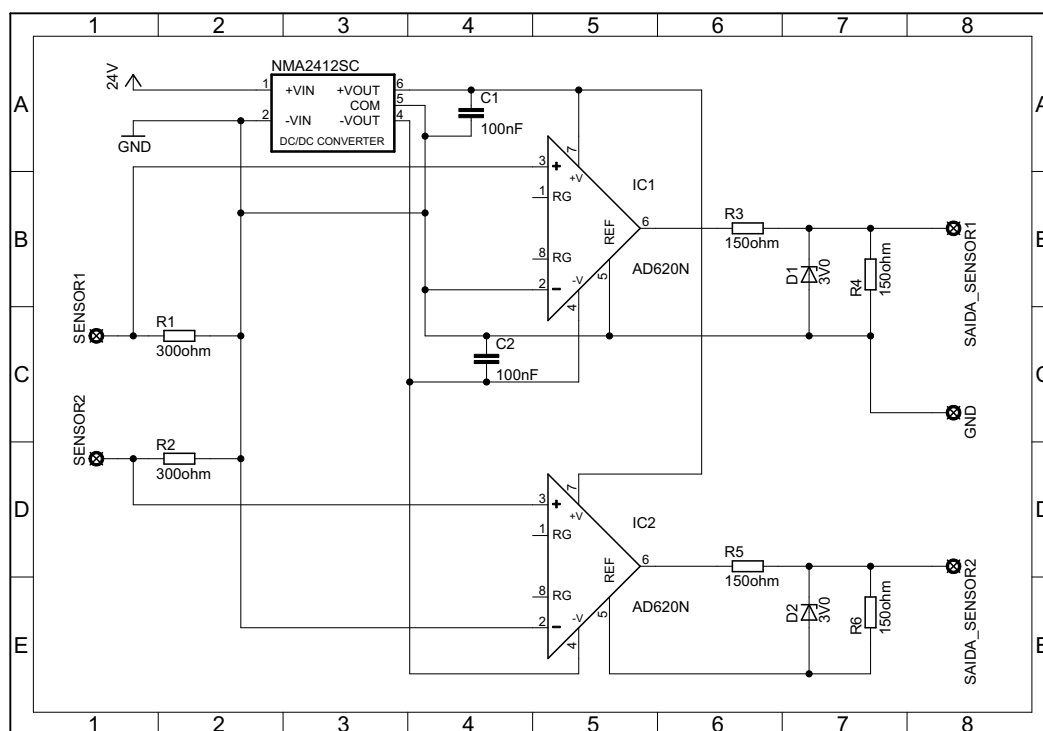 1 2 3 4 5 6 7 8
A
B
C
D
E
A
B
C
D
E
24V
GND
NMA2412SC
1 +VIN +VOUT 6
COM 5
2 -VIN -VOUT 4
DC/DC CONVERTER
C1
100nF
3
7
+V
IC1
1 RG
REF
6
8 RG
5
2
-V
4
AD620N
R3
150ohm
D1
3V0
R4
150ohm
SAIDA_SENSOR1
SENSOR1
R1
300ohm
C2
100nF
GND
SENSOR2
R2
300ohm
3
7
+V
IC2
1 RG
REF
6
8 RG
5
2
-V
4
AD620N
R5
150ohm
D2
3V0
R6
150ohm
SAIDA_SENSOR2
1 2 3 4 5 6 7 8